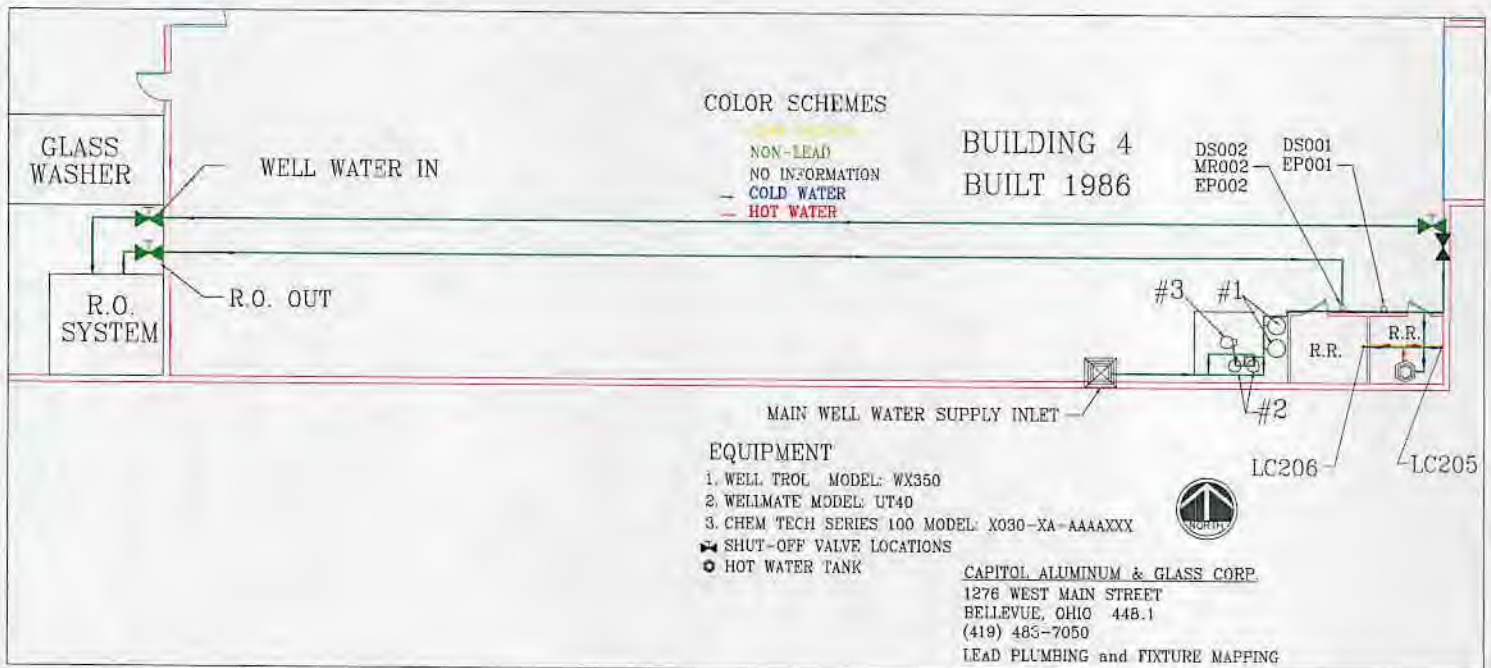 COLOR SCHEMES
NON-LEAD
NO INFORMATION
COLD WATER
HOT WATER
BUILDING 4
BUILT 1986
DS002
MR002
EP002
DS001
EP001
GLASS
WASHER
WELL WATER IN
R.O. OUT
R.O.
SYSTEM
#3
#1
R.R.
R.R.
#2
MAIN WELL WATER SUPPLY INLET
LC206
LC205
EQUIPMENT
1. WELL TROL MODEL: WX350
2. WELLMATE MODEL: UT40
3. CHEM TECH SERIES 100 MODEL: X030-XA-AAAAXXX
SHUT-OFF VALVE LOCATIONS
HOT WATER TANK
NORTH
CAPITOL ALUMINUM & GLASS CORP.
1276 WEST MAIN STREET
BELLEVUE, OHIO 448.1
(419) 483-7050
LEAD PLUMBING and FIXTURE MAPPING